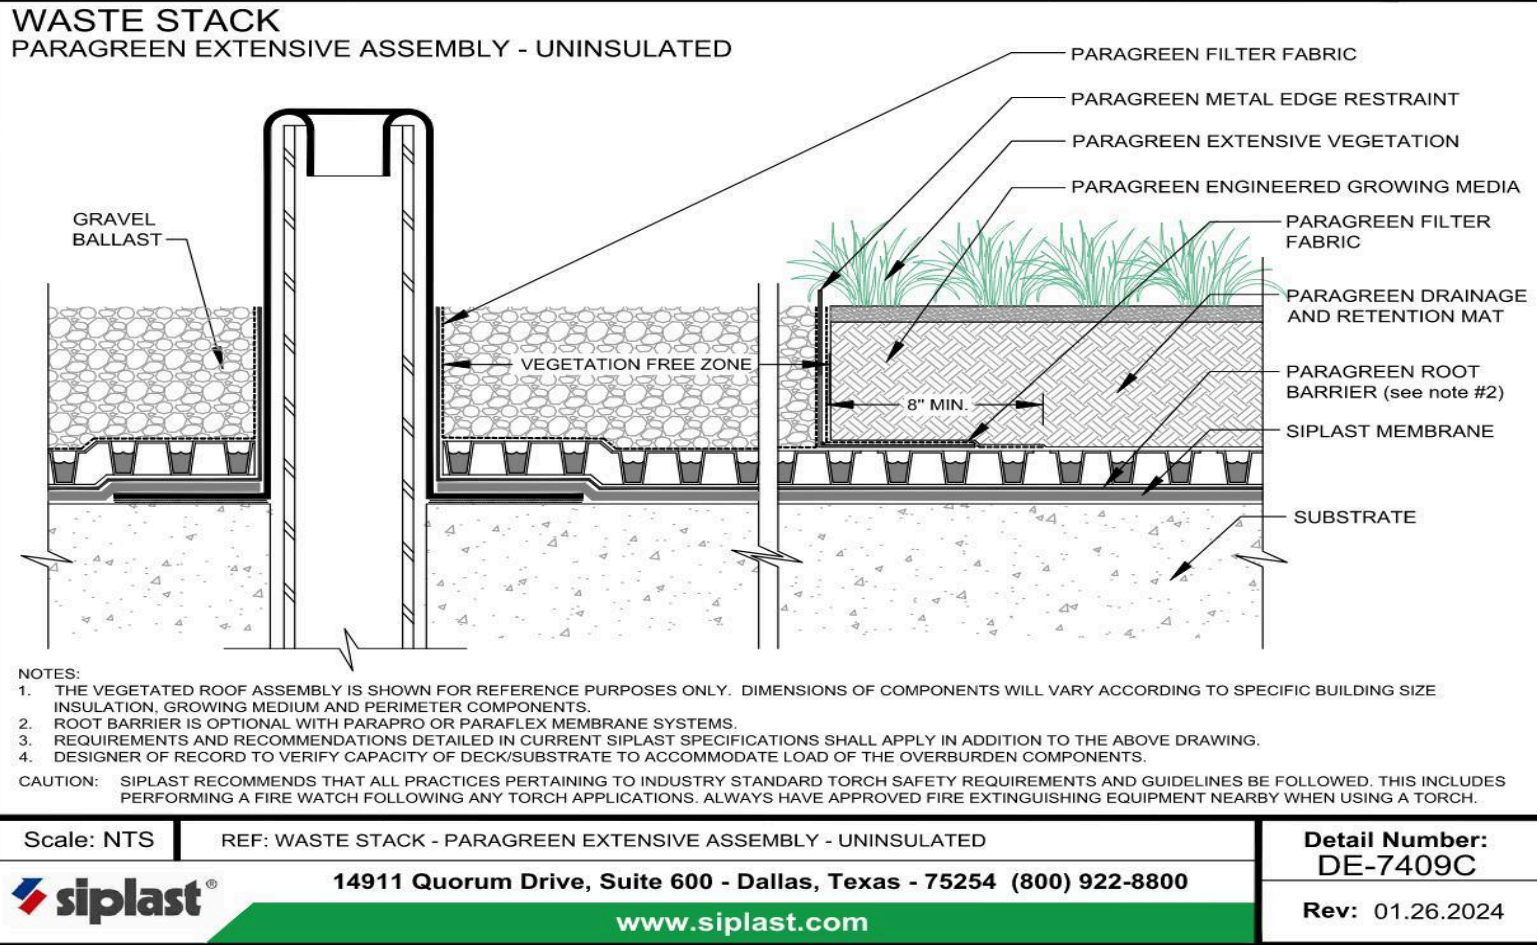 WASTE STACK
PARAGREEN EXTENSIVE ASSEMBLY - UNINSULATED
PARAGREEN FILTER FABRIC
PARAGREEN METAL EDGE RESTRAINT
PARAGREEN EXTENSIVE VEGETATION
PARAGREEN ENGINEERED GROWING MEDIA
GRAVEL
BALLAST
PARAGREEN FILTER
FABRIC
PARAGREEN DRAINAGE
AND RETENTION MAT
VEGETATION FREE ZONE
PARAGREEN ROOT
BARRIER (see note #2)
8" MIN.
SIPLAST MEMBRANE
SUBSTRATE
NOTES:
1. THE VEGETATED ROOF ASSEMBLY IS SHOWN FOR REFERENCE PURPOSES ONLY. DIMENSIONS OF COMPONENTS WILL VARY ACCORDING TO SPECIFIC BUILDING SIZE
INSULATION, GROWING MEDIUM AND PERIMETER COMPONENTS.
2. ROOT BARRIER IS OPTIONAL WITH PARAPRO OR PARAFLEX MEMBRANE SYSTEMS.
3. REQUIREMENTS AND RECOMMENDATIONS DETAILED IN CURRENT SIPLAST SPECIFICATIONS SHALL APPLY IN ADDITION TO THE ABOVE DRAWING.
4. DESIGNER OF RECORD TO VERIFY CAPACITY OF DECK/SUBSTRATE TO ACCOMMODATE LOAD OF THE OVERBURDEN COMPONENTS.
CAUTION: SIPLAST RECOMMENDS THAT ALL PRACTICES PERTAINING TO INDUSTRY STANDARD TORCH SAFETY REQUIREMENTS AND GUIDELINES BE FOLLOWED. THIS INCLUDES
PERFORMING A FIRE WATCH FOLLOWING ANY TORCH APPLICATIONS. ALWAYS HAVE APPROVED FIRE EXTINGUISHING EQUIPMENT NEARBY WHEN USING A TORCH.
Scale: NTS
REF: WASTE STACK - PARAGREEN EXTENSIVE ASSEMBLY - UNINSULATED
Detail Number:
DE-7409C
siplast®
14911 Quorum Drive, Suite 600 - Dallas, Texas - 75254 (800) 922-8800
www.siplast.com
Rev: 01.26.2024